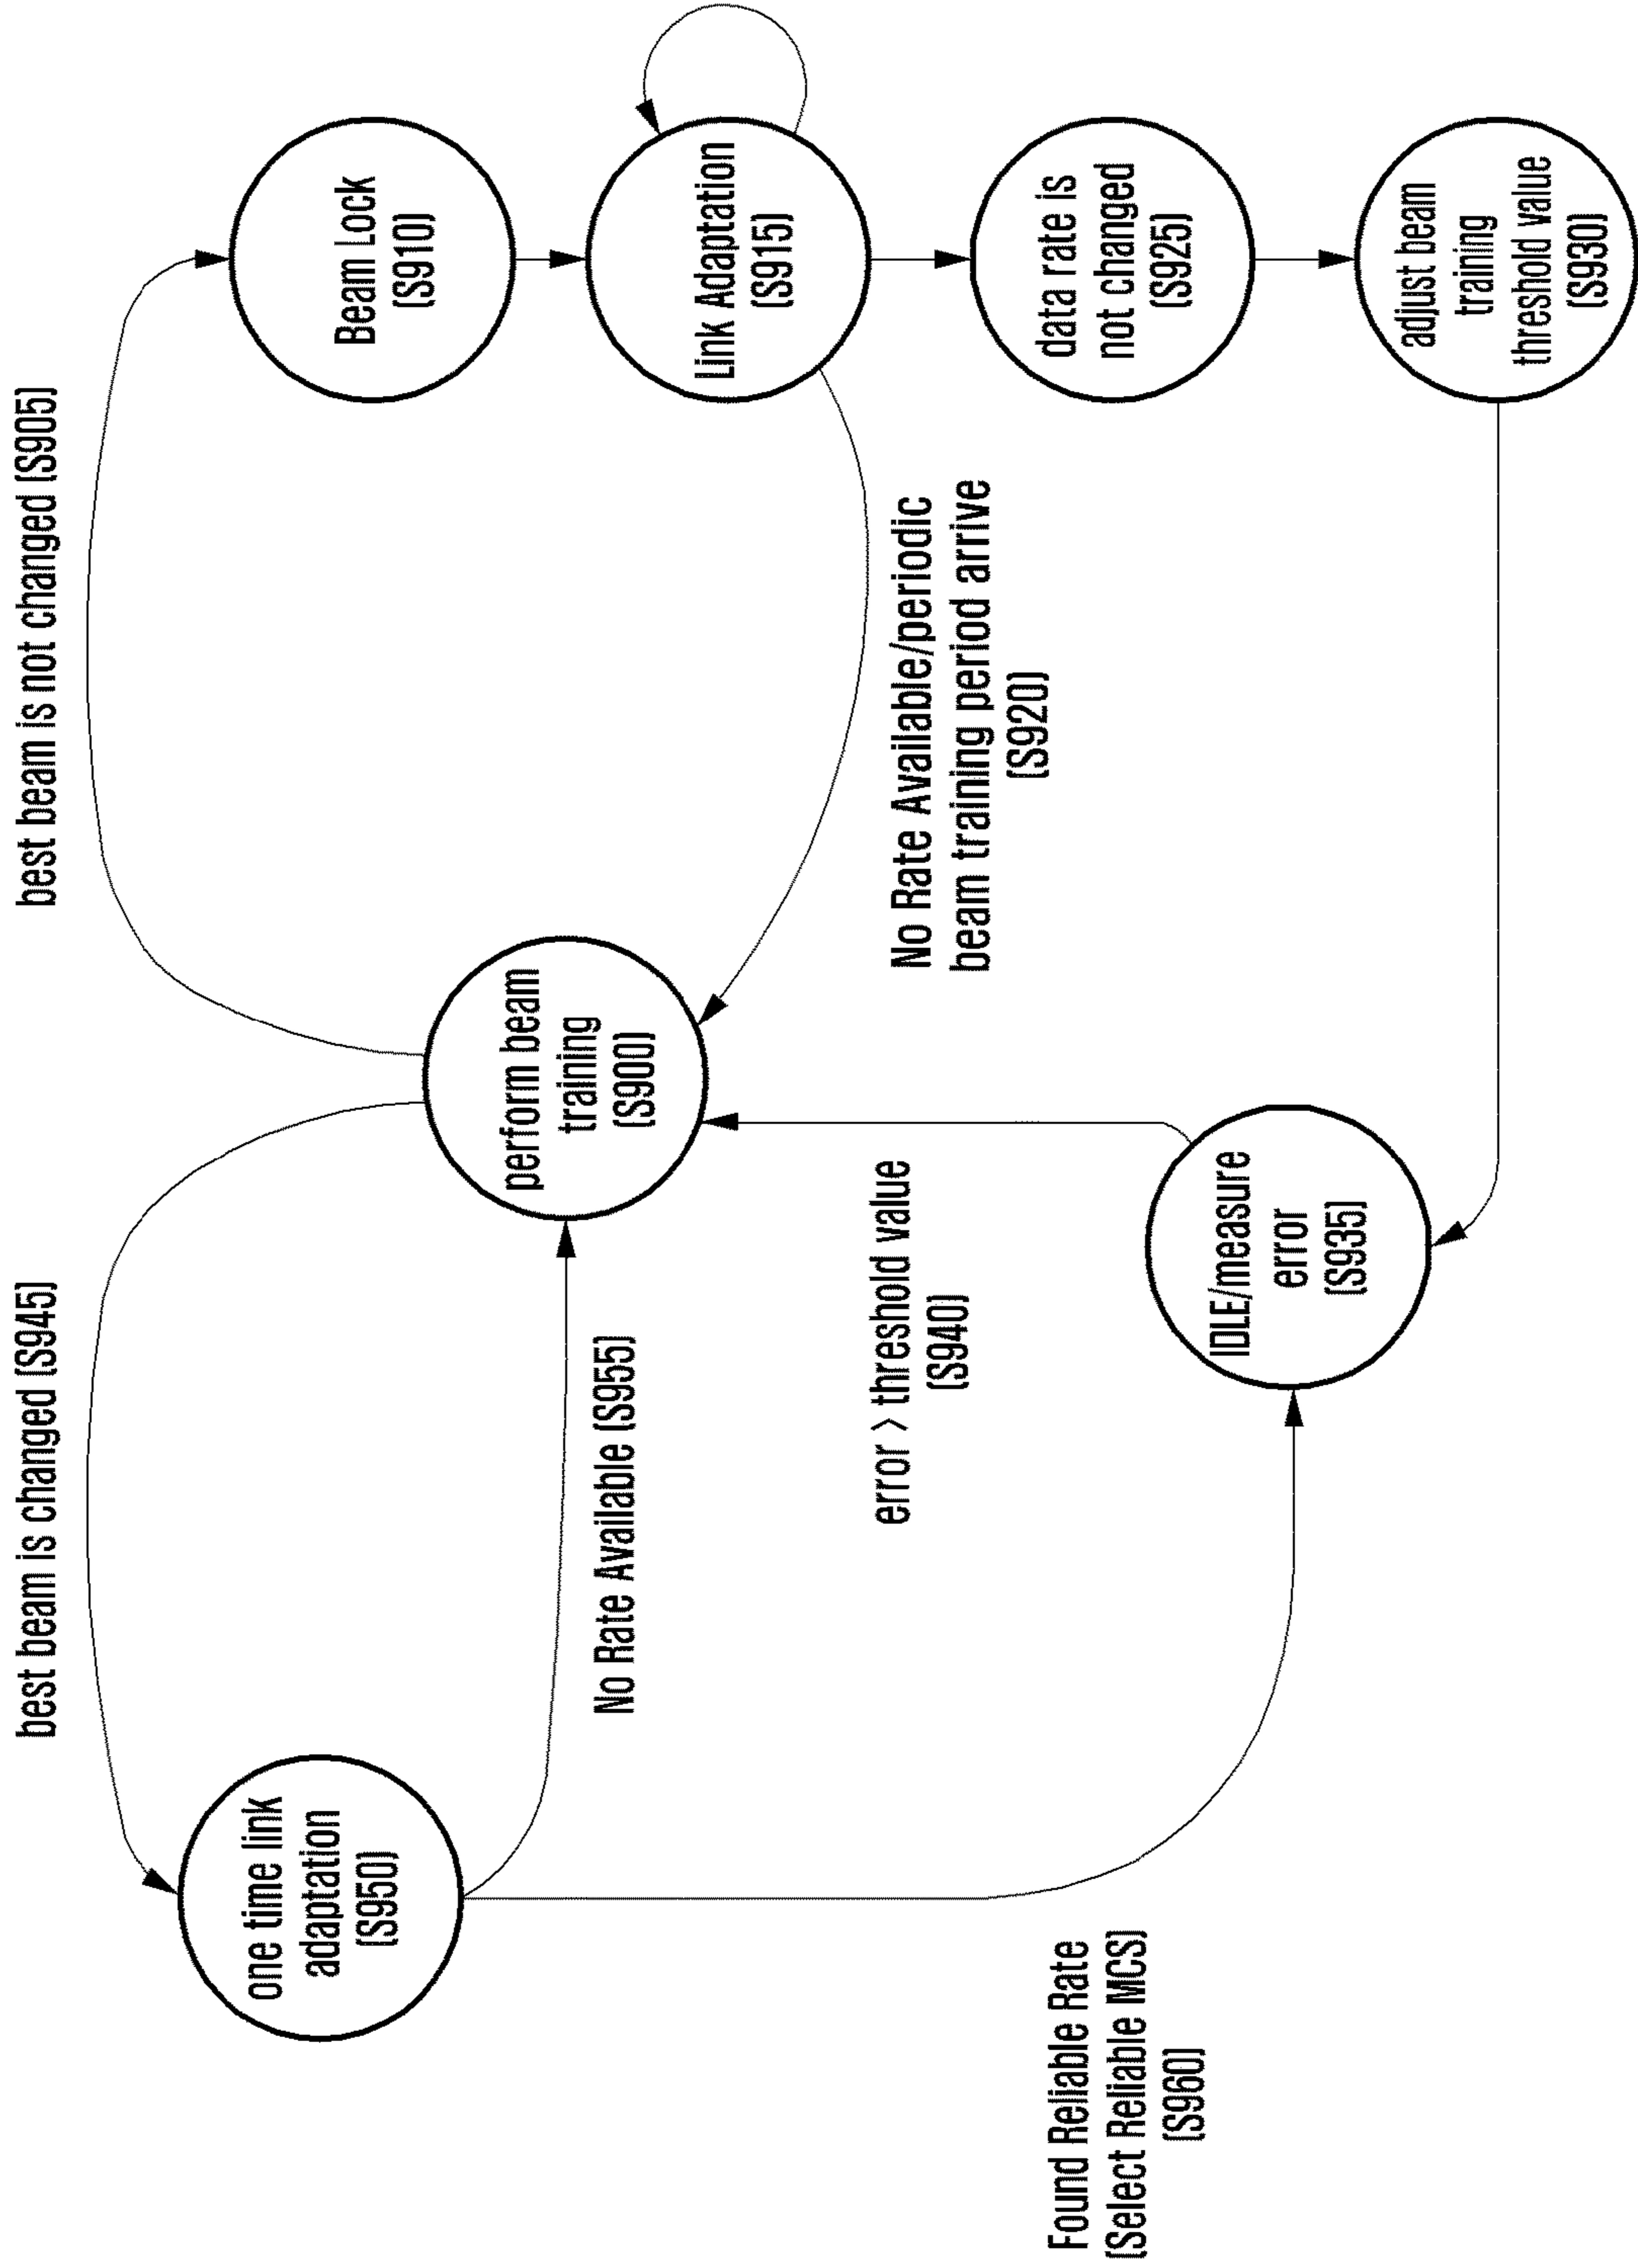 best beam is changed (S945)
best beam is not changed (S905)
one time link
adaptation
(S950)
perform beam
training
(S900)
Beam Lock
(S910)
No Rate Available (S955)
Link Adaptation
(S915)
error > threshold value
(S940)
No Rate Available/periodic
beam training period arrive
(S920)
Found Reliable Rate
(Select Reliable MCS)
(S960)
IDLE/measure
error
(S935)
data rate is
not changed
(S925)
adjust beam
training
threshold value
(S930)